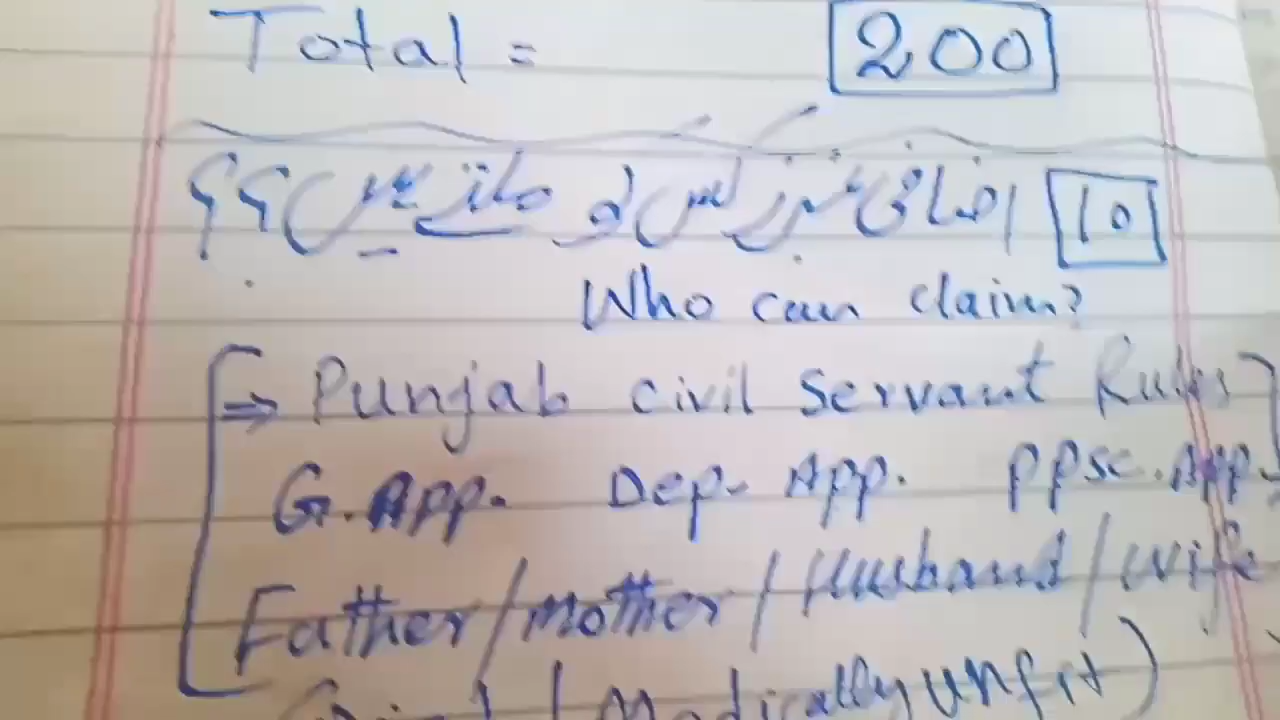 Total = 200
10 اضافی نمبرز کس کو ملتے ہیں؟؟
Who can claim?
⇒ Punjab civil Servant Rules
G. App. Dep. App. PPSC. App.
Father/Mother/Husband/wife
(Medically unfit)